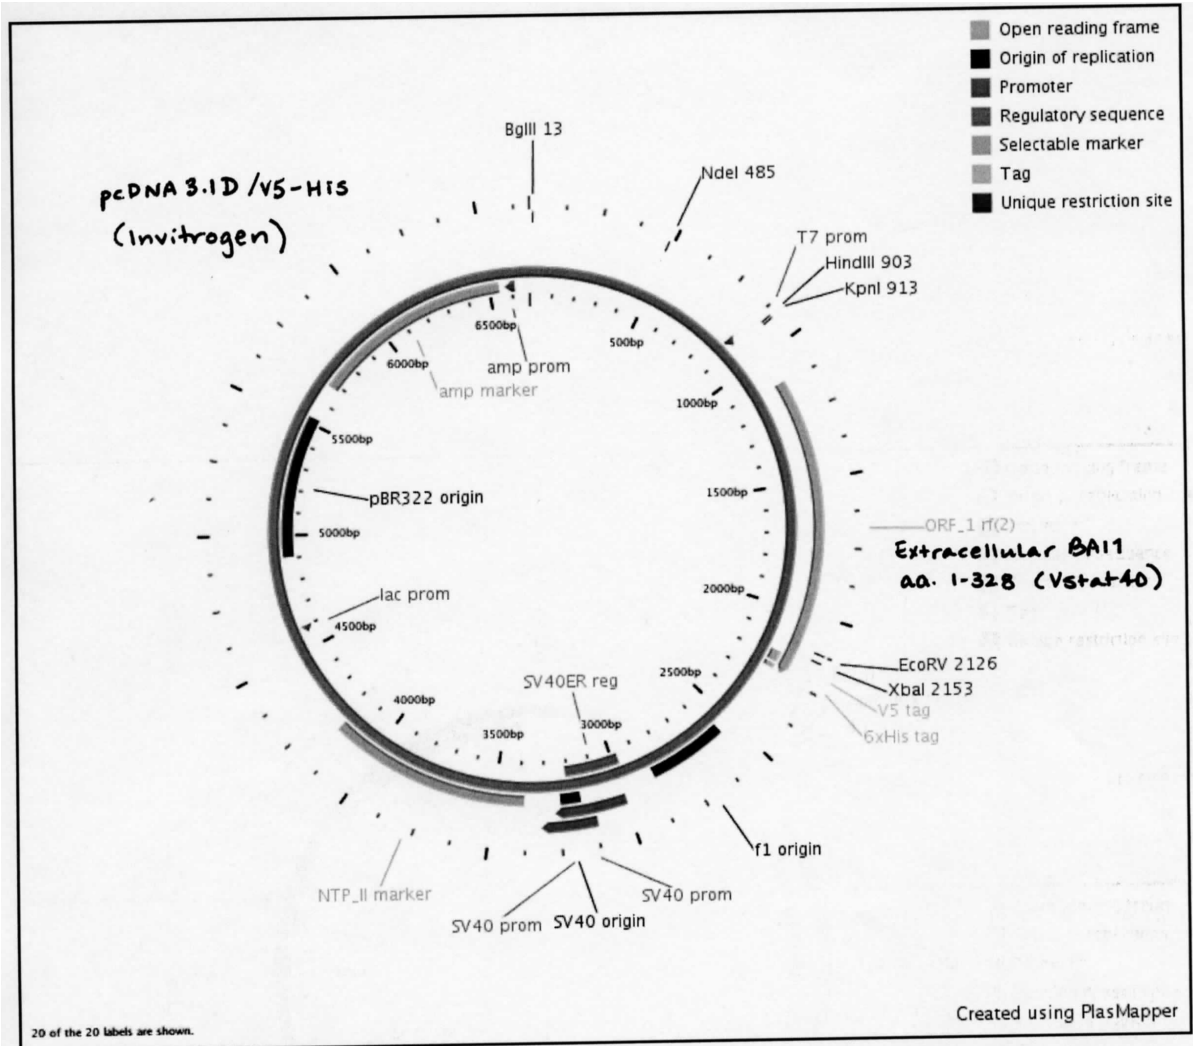 Open reading frame
Origin of replication
Promoter
Regulatory sequence
Selectable marker
Tag
Unique restriction site
BglII 13
NdeI 485
pcDNA 3.1D/V5-His
(Invitrogen)
T7 prom
HindIII 903
KpnI 913
6500bp
500bp
6000bp
amp prom
amp marker
1000bp
5500bp
1500bp
pBR322 origin
5000bp
ORF_1 rf(2)
Extracellular BAI1
aa. 1-328 (Vstat40)
2000bp
lac prom
4500bp
EcoRV 2126
XbaI 2153
V5 tag
6xHis tag
SV40ER reg
2500bp
4000bp
3500bp
3000bp
f1 origin
NTP_II marker
SV40 prom
SV40 prom
SV40 origin
Created using PlasMapper
20 of the 20 labels are shown.